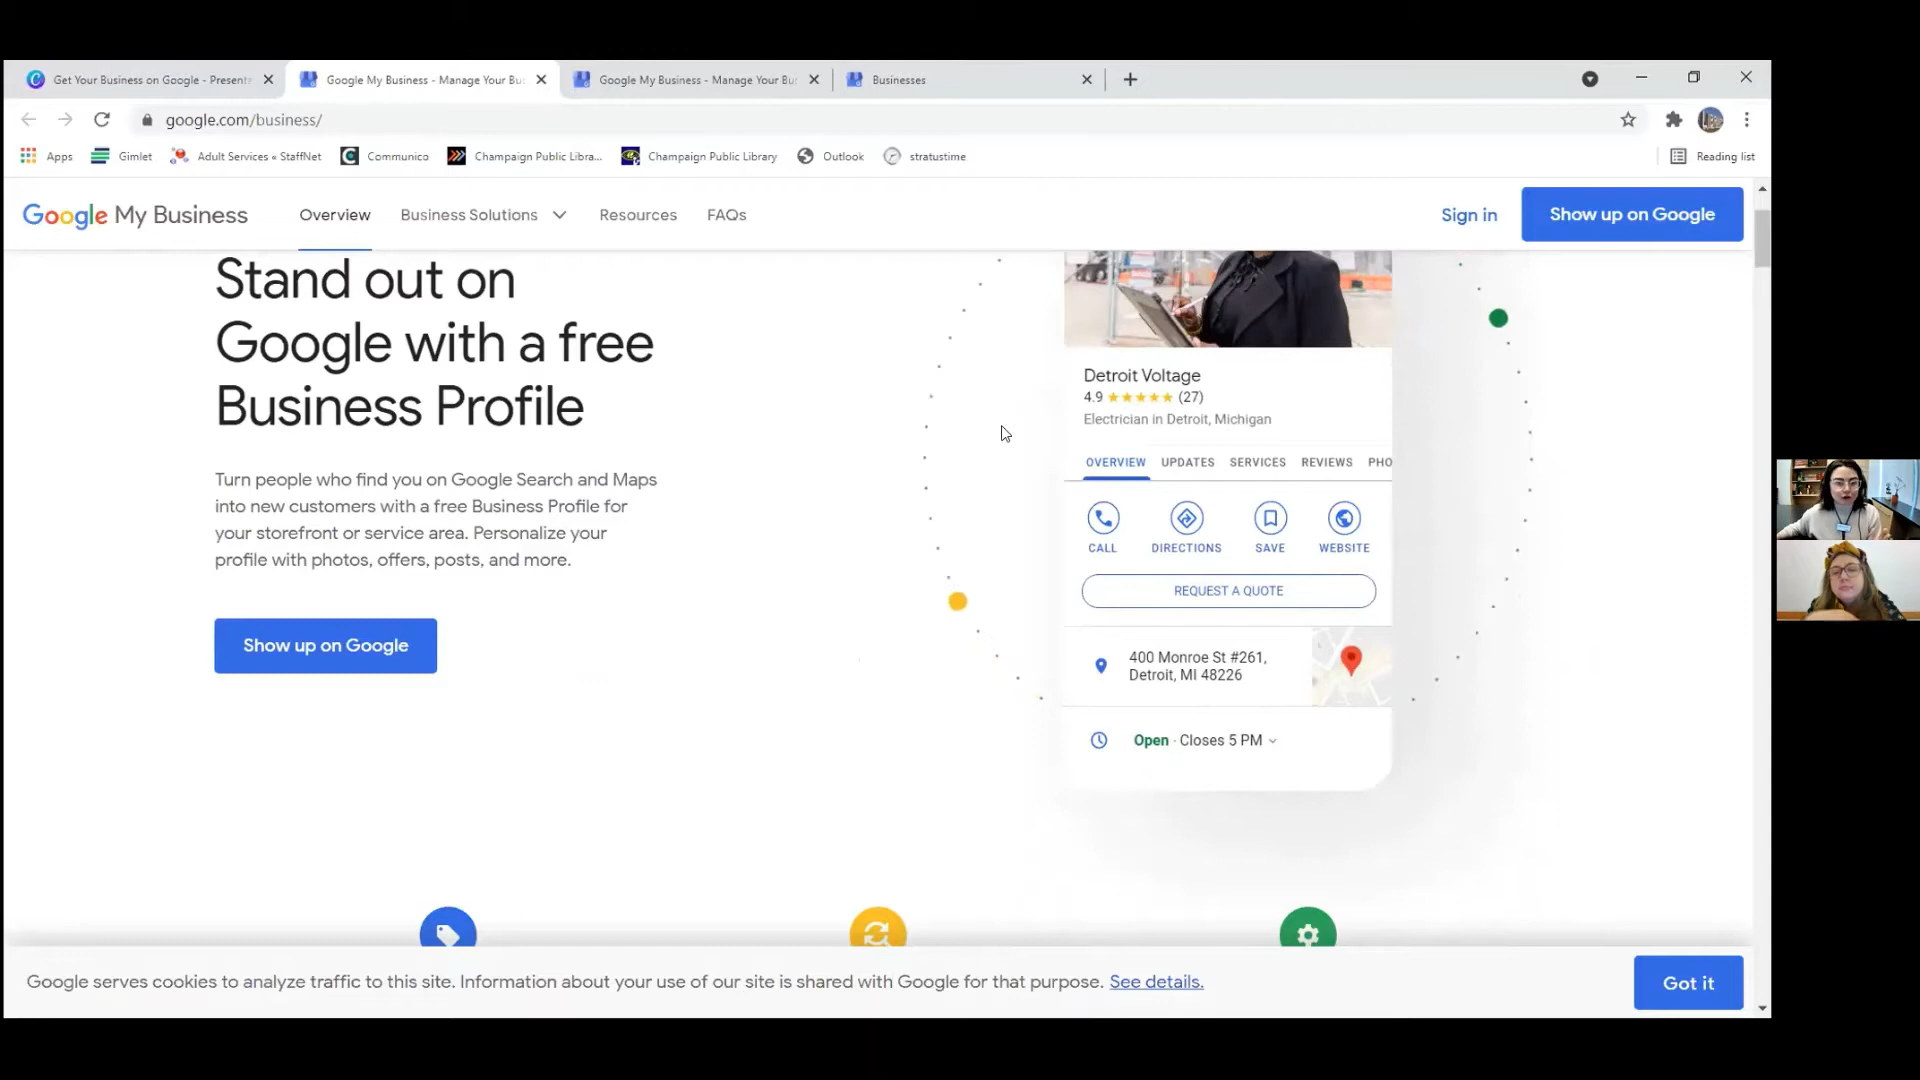 Get Your Business on Google - Present
Google My Business - Manage Your Bu
Google My Business - Manage Your Bu
Businesses
google.com/business/
Apps
Gimlet
Adult Services « StaffNet
Communico
Champaign Public Libra...
Champaign Public Library
Outlook
stratustime
Reading list
Google My Business
Overview
Business Solutions
Resources
FAQs
Sign in
Show up on Google
Stand out on
Google with a free
Business Profile
Turn people who find you on Google Search and Maps
into new customers with a free Business Profile for
your storefront or service area. Personalize your
profile with photos, offers, posts, and more.
Show up on Google
Detroit Voltage
4.9 ★★★★★ (27)
Electrician in Detroit, Michigan
OVERVIEW
UPDATES
SERVICES
REVIEWS
PHO
CALL
DIRECTIONS
SAVE
WEBSITE
REQUEST A QUOTE
400 Monroe St #261,
Detroit, MI 48226
Open · Closes 5 PM
Google serves cookies to analyze traffic to this site. Information about your use of our site is shared with Google for that purpose. See details.
Got it